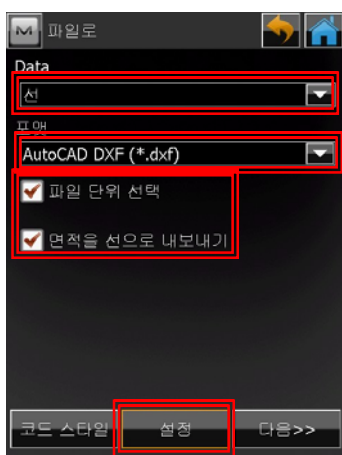 파일로
Data
선
포맷
AutoCAD DXF (*.dxf)
파일 단위 선택
면적을 선으로 내보내기
코드 스타일 설정 다음>>